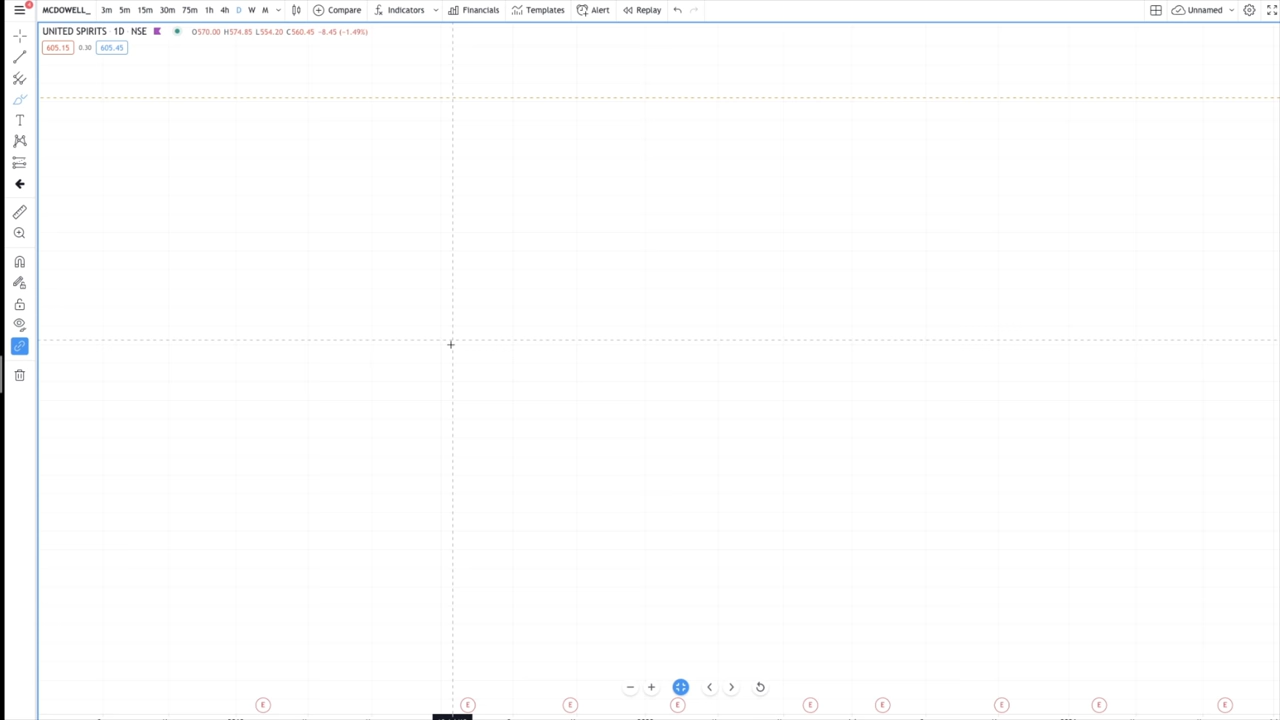 MCDOWELL_ 3m 5m 15m 30m 75m 1h 4h D W M Compare Indicators Financials Templates Alert Replay Unnamed
UNITED SPIRITS 1D NSE O570.00 H574.85 L554.20 C560.45 -8.45 (-1.49%)
605.15 0.30 605.45
T
E E E E E E E E E